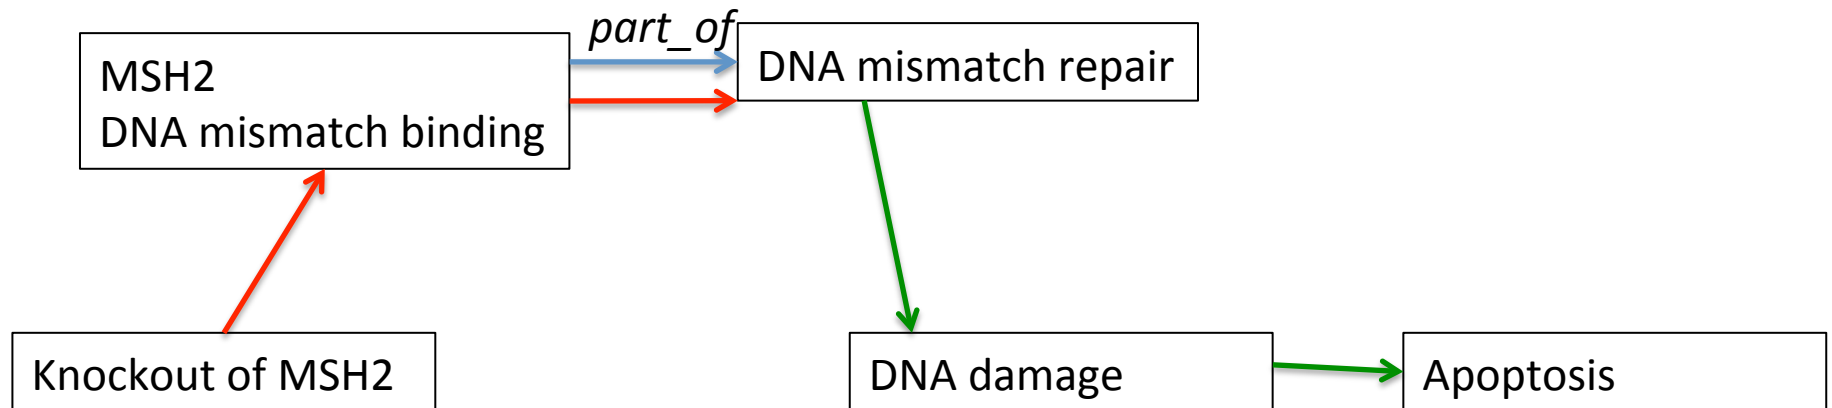 part_of
MSH2
DNA mismatch binding
DNA mismatch repair
Knockout of MSH2
DNA damage
Apoptosis